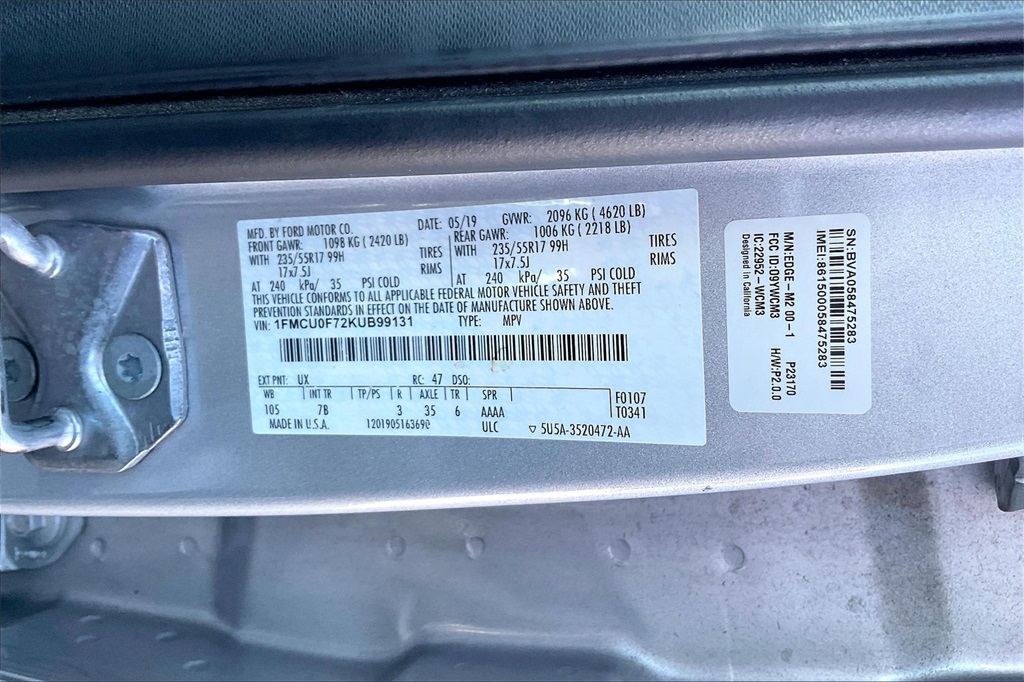 MFD. BY FORD MOTOR CO. DATE: 05/19 GVWR: 2096 KG ( 4620 LB)
FRONT GAWR: 1098 KG ( 2420 LB) REAR GAWR: 1006 KG ( 2218 LB)
WITH 235/55R17 99H TIRES WITH 235/55R17 99H TIRES
17x7.5J RIMS 17x7.5J RIMS
AT 240 kPa/ 35 PSI COLD AT 240 kPa/ 35 PSI COLD
THIS VEHICLE CONFORMS TO ALL APPLICABLE FEDERAL MOTOR VEHICLE SAFETY AND THEFT
PREVENTION STANDARDS IN EFFECT ON THE DATE OF MANUFACTURE SHOWN ABOVE.
VIN: 1FMCU0F72KUB99131 TYPE: MPV
EXT PNT: UX RC: 47 DSO:
WB INT TR TP/PS R AXLE TR SPR F0107
105 7B 3 35 6 AAAA T0341
MADE IN U.S.A. 1201905163690 ULC ▽ 5U5A-3520472-AA
SN:BVA058475283
IMEI:861500058475283
M/N:EDGE-M2 00-1 P23170
FCC ID:09YWCM3 H/W:P2.0.0
IC:22952-WCM3
Designed in California